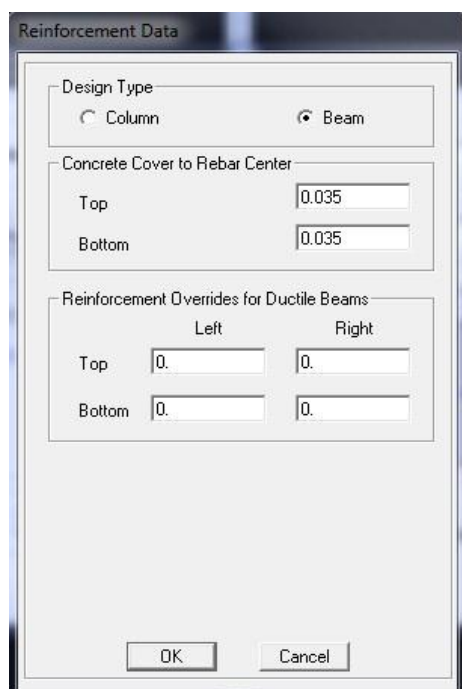 Reinforcement Data
Design Type
Column Beam
Concrete Cover to Rebar Center
Top 0.035
Bottom 0.035
Reinforcement Overrides for Ductile Beams
Left Right
Top 0. 0.
Bottom 0. 0.
OK Cancel